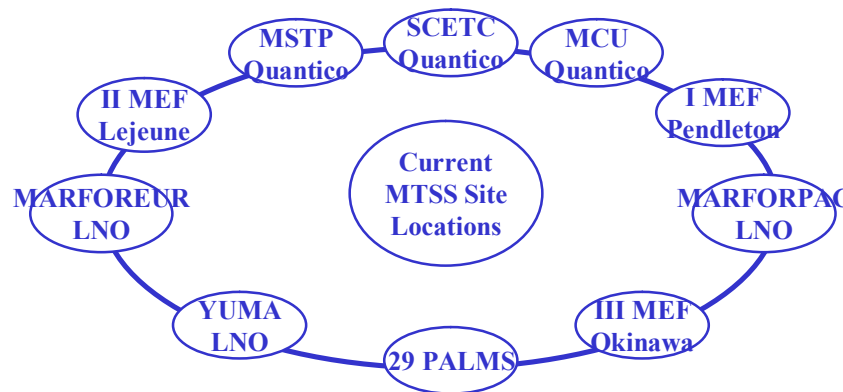 MSTP
Quantico
SCETC
Quantico
MCU
Quantico
II MEF
Lejeune
I MEF
Pendleton
Current
MTSS Site
Locations
MARFOREUR
LNO
MARFORPAC
LNO
YUMA
LNO
III MEF
Okinawa
29 PALMS